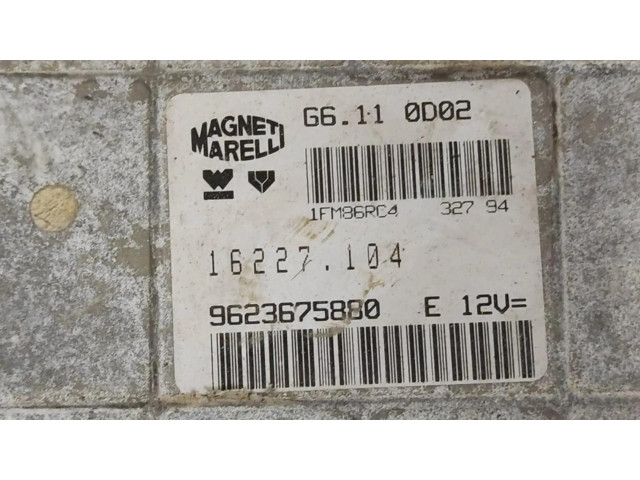 MAGNETI
MARELLI
G6.11 0D02
1FM86RC4 327 94
16227.104
9623675880 E 12V=